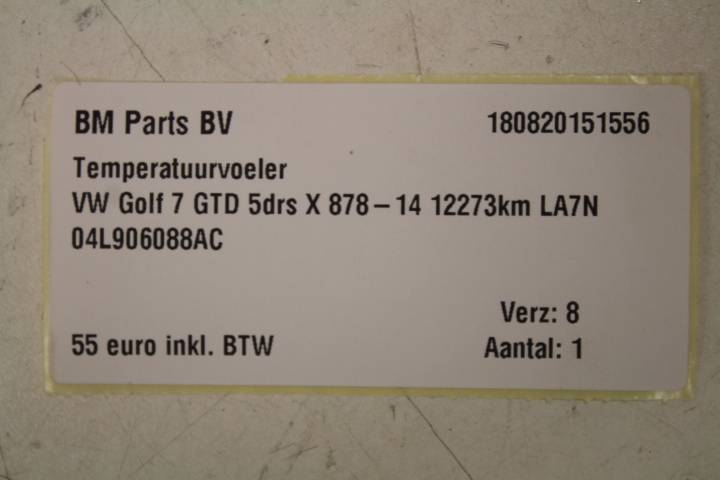 BM Parts BV 180820151556
Temperatuurvoeler
VW Golf 7 GTD 5drs X 878-14 12273km LA7N
04L906088AC
Verz: 8
55 euro inkl. BTW Aantal: 1